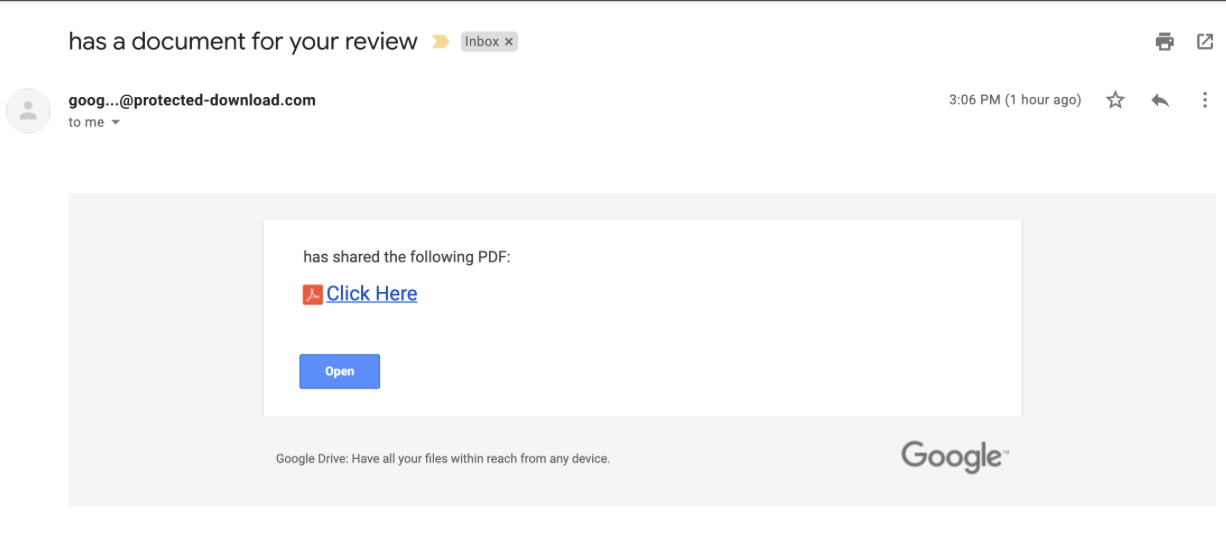 has a document for your review
Inbox ×
goog...@protected-download.com
3:06 PM (1 hour ago)
to me
has shared the following PDF:
Click Here
Open
Google Drive: Have all your files within reach from any device.
Google™